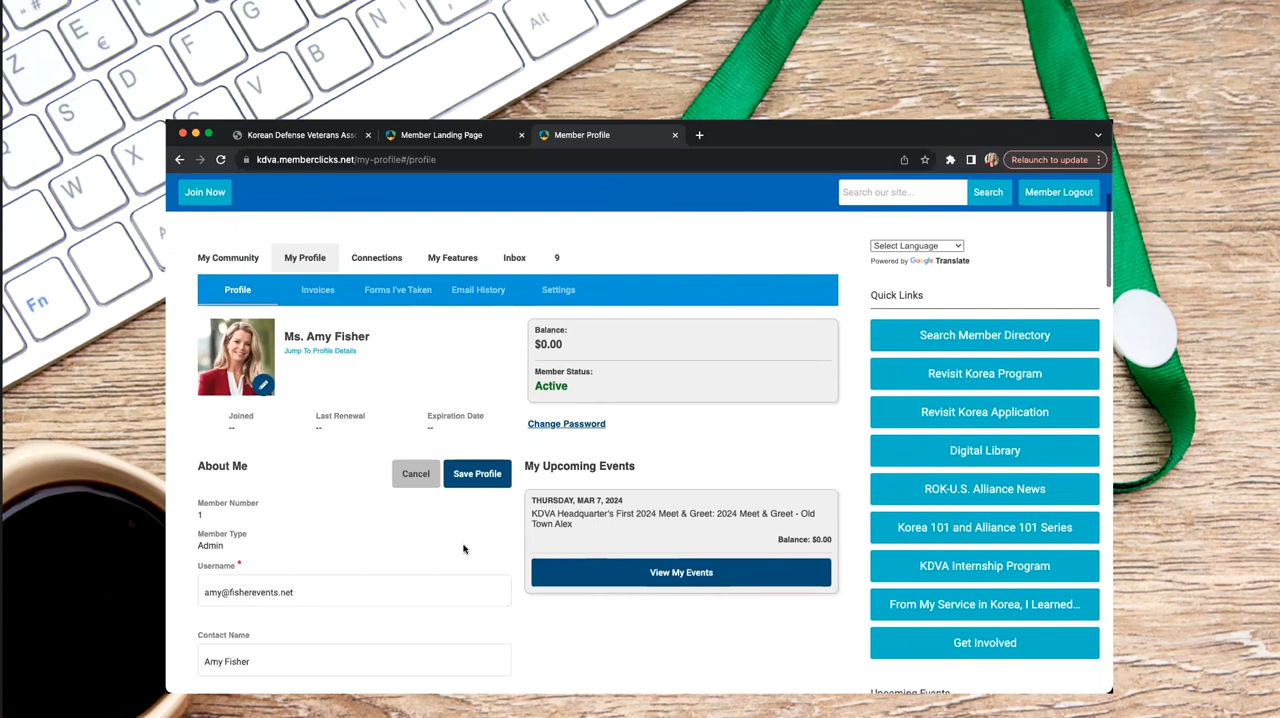 # "
E
€
G
N
Alt
Z
F
B
D
V
S
X
W
Fn
Korean Defense Veterans Ass
Member Landing Page
Member Profile
kdva.memberclicks.net/my-profile#/profile
Relaunch to update
Join Now
Search our site...
Search
Member Logout
My Community
My Profile
Connections
My Features
Inbox
9
Select Language
Powered by Google Translate
Profile
Invoices
Forms I've Taken
Email History
Settings
Quick Links
Ms. Amy Fisher
Jump To Profile Details
Balance:
$0.00
Member Status:
Active
Joined
--
Last Renewal
--
Expiration Date
--
Change Password
About Me
Cancel
Save Profile
Member Number
1
Member Type
Admin
Username *
amy@fisherevents.net
Contact Name
Amy Fisher
My Upcoming Events
THURSDAY, MAR 7, 2024
KDVA Headquarter's First 2024 Meet & Greet: 2024 Meet & Greet - Old
Town Alex
Balance: $0.00
View My Events
Search Member Directory
Revisit Korea Program
Revisit Korea Application
Digital Library
ROK-U.S. Alliance News
Korea 101 and Alliance 101 Series
KDVA Internship Program
From My Service in Korea, I Learned...
Get Involved
Upcoming Events